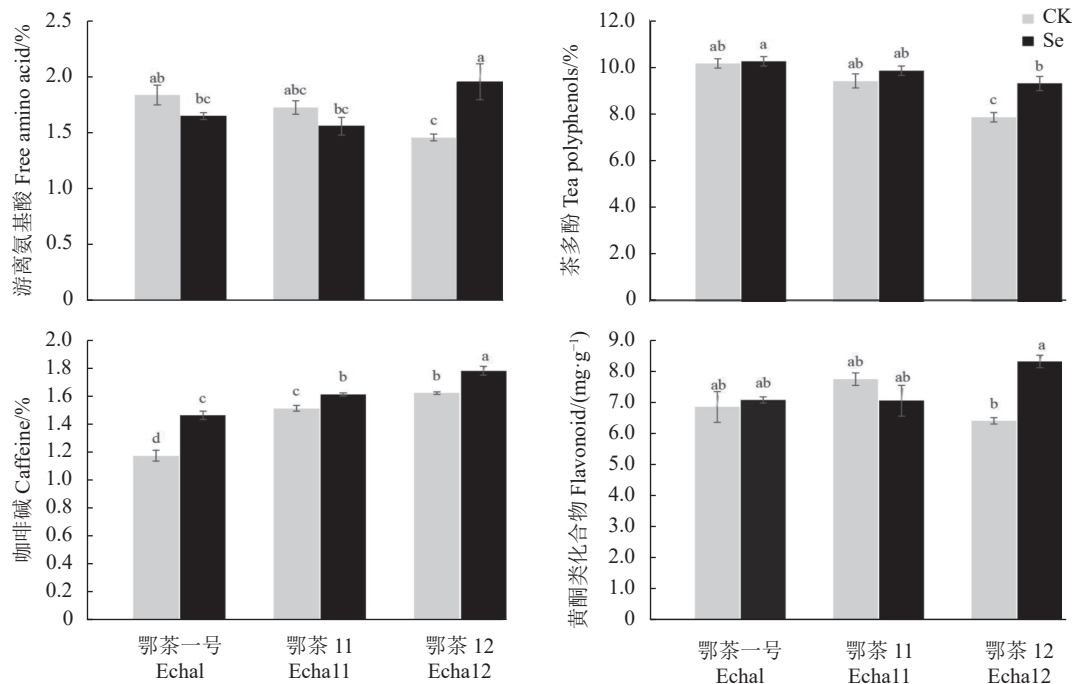 游离氨基酸 Free amino acid/%
2.5
2.0
1.5
1.0
0.5
0
ab
bc
abc
bc
c
a
茶多酚 Tea polyphenols/%
12.0
10.0
8.0
6.0
4.0
2.0
0.0
ab
a
ab
ab
c
b
CK
Se
咖啡碱 Caffeine/%
2.0
1.8
1.6
1.4
1.2
1.0
0.8
0.6
0.4
0.2
0
d
c
c
b
b
a
鄂茶一号
Echal
鄂茶 11
Echa11
鄂茶 12
Echa12
黄酮类化合物 Flavonoid/(mg·g⁻¹)
9.0
8.0
7.0
6.0
5.0
4.0
3.0
2.0
1.0
0.0
ab
ab
ab
ab
b
a
鄂茶一号
Echal
鄂茶 11
Echa11
鄂茶 12
Echa12